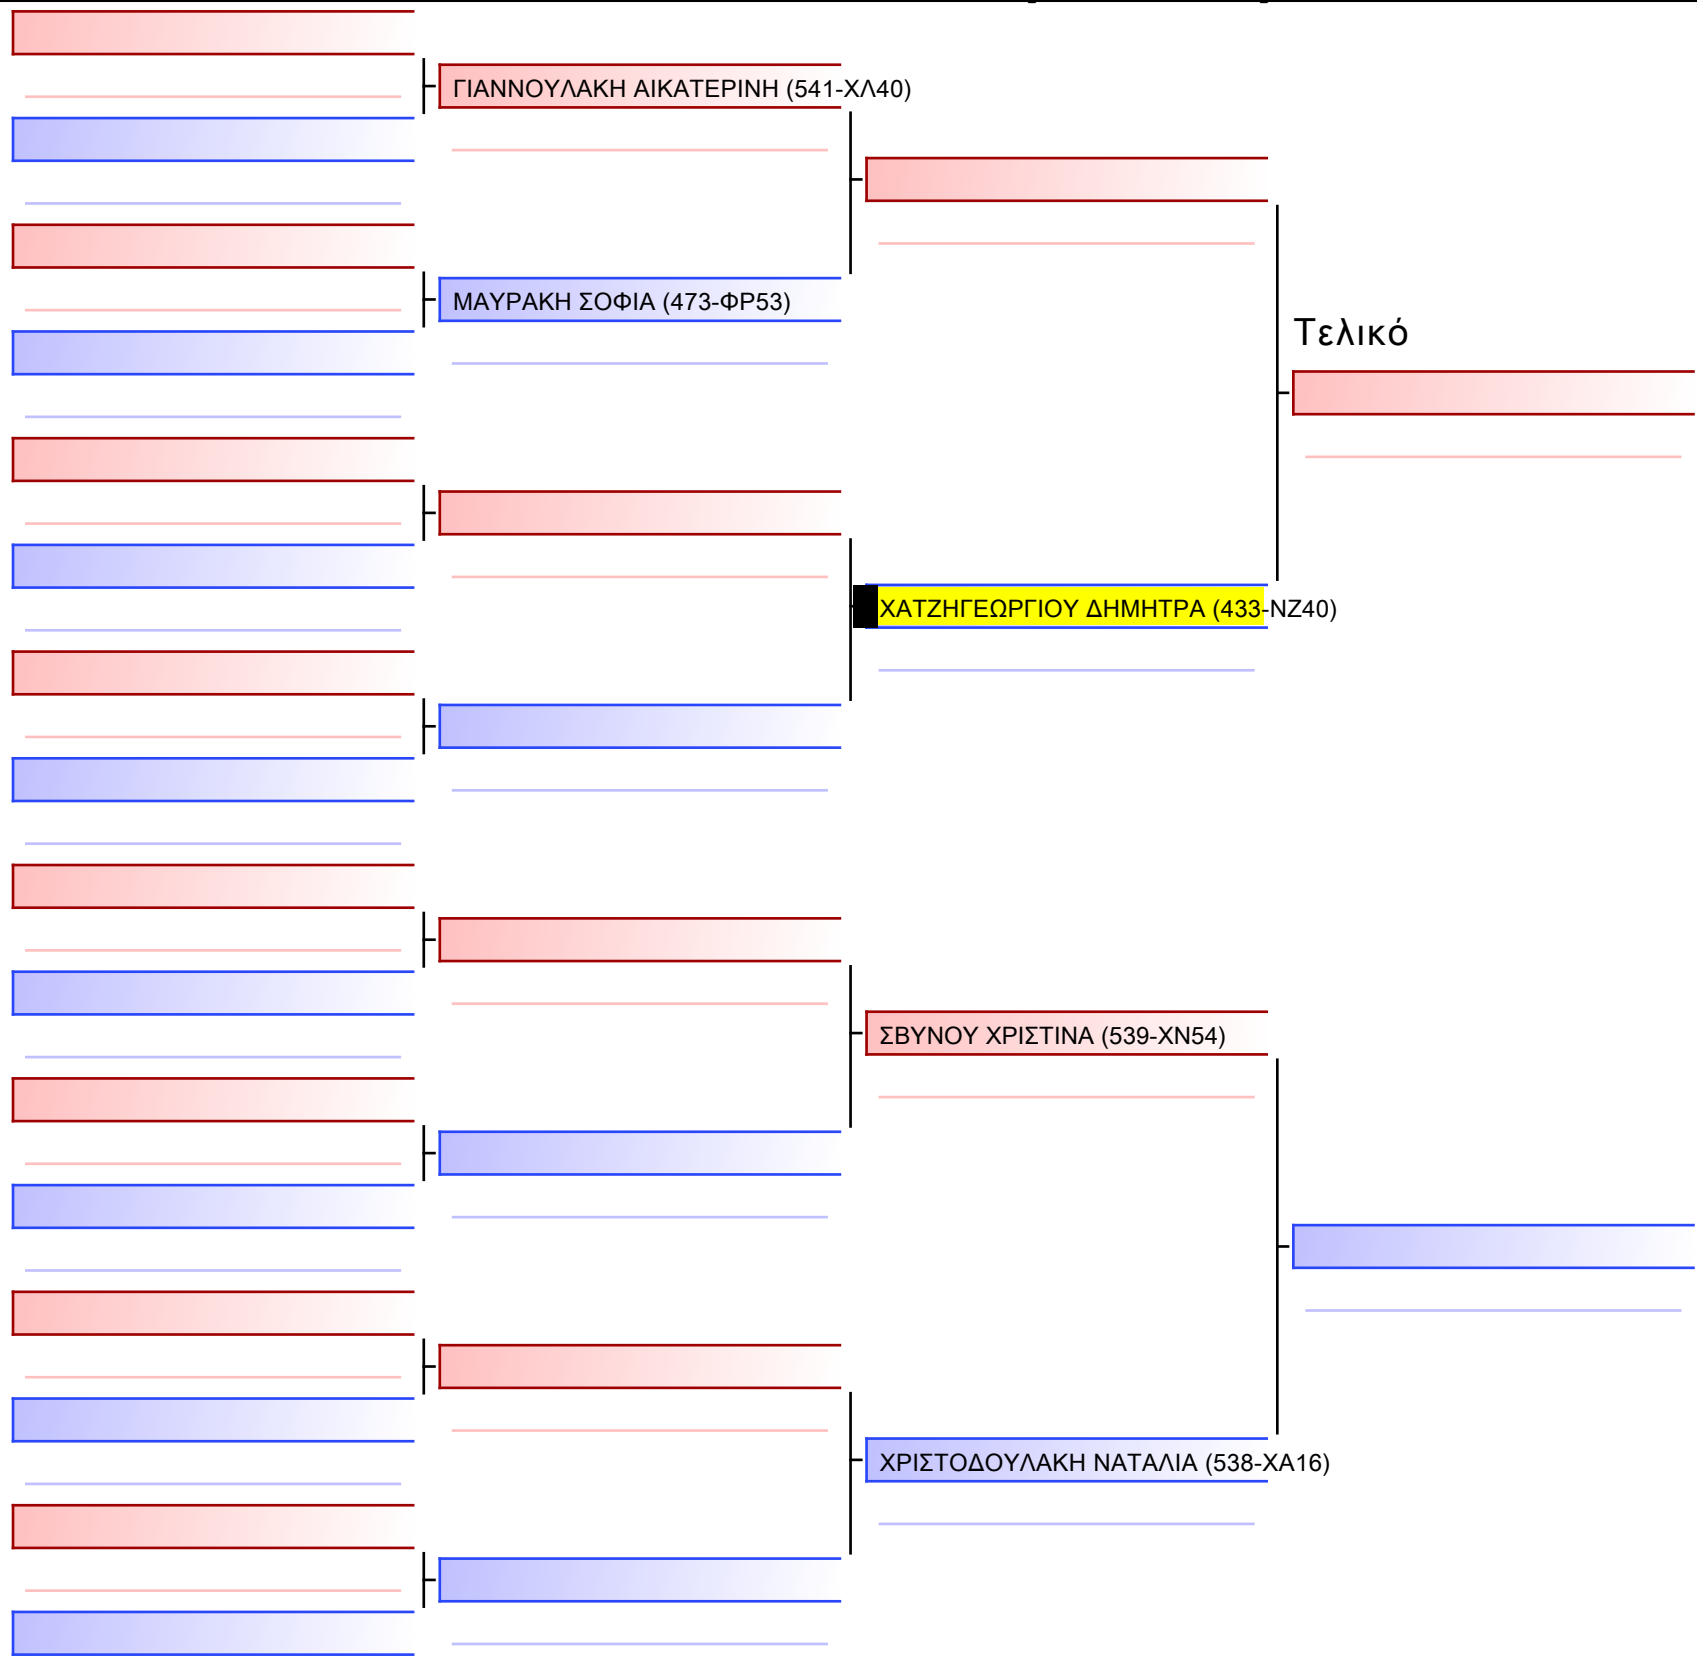 ΓΙΑΝΝΟΥΛΑΚΗ ΑΙΚΑΤΕΡΙΝΗ (541-ΧΛ40)
ΜΑΥΡΑΚΗ ΣΟΦΙΑ (473-ΦΡ53)
Τελικό
ΧΑΤΖΗΓΕΩΡΓΙΟΥ ΔΗΜΗΤΡΑ (433-ΝΖ40)
ΣΒΥΝΟΥ ΧΡΙΣΤΙΝΑ (539-ΧΝ54)
ΧΡΙΣΤΟΔΟΥΛΑΚΗ ΝΑΤΑΛΙΑ (538-ΧΑ16)